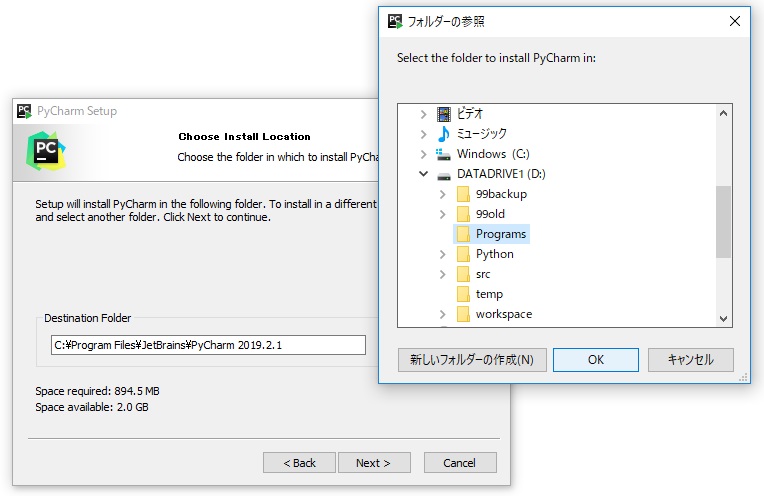 PyCharm Setup
Choose Install Location
Choose the folder in which to install PyCha
Setup will install PyCharm in the following folder. To install in a different
and select another folder. Click Next to continue.
Destination Folder
C:¥Program Files¥JetBrains¥PyCharm 2019.2.1
Space required: 894.5 MB
Space available: 2.0 GB
< Back
Next >
Cancel
フォルダーの参照
Select the folder to install PyCharm in:
ビデオ
ミュージック
Windows (C:)
DATADRIVE1 (D:)
99backup
99old
Programs
Python
src
temp
workspace
新しいフォルダーの作成(N)
OK
キャンセル